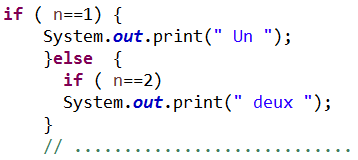 if ( n==1) {
System.out.print(" Un ");
}else {
if ( n==2)
System.out.print(" deux ");
}
// ............................